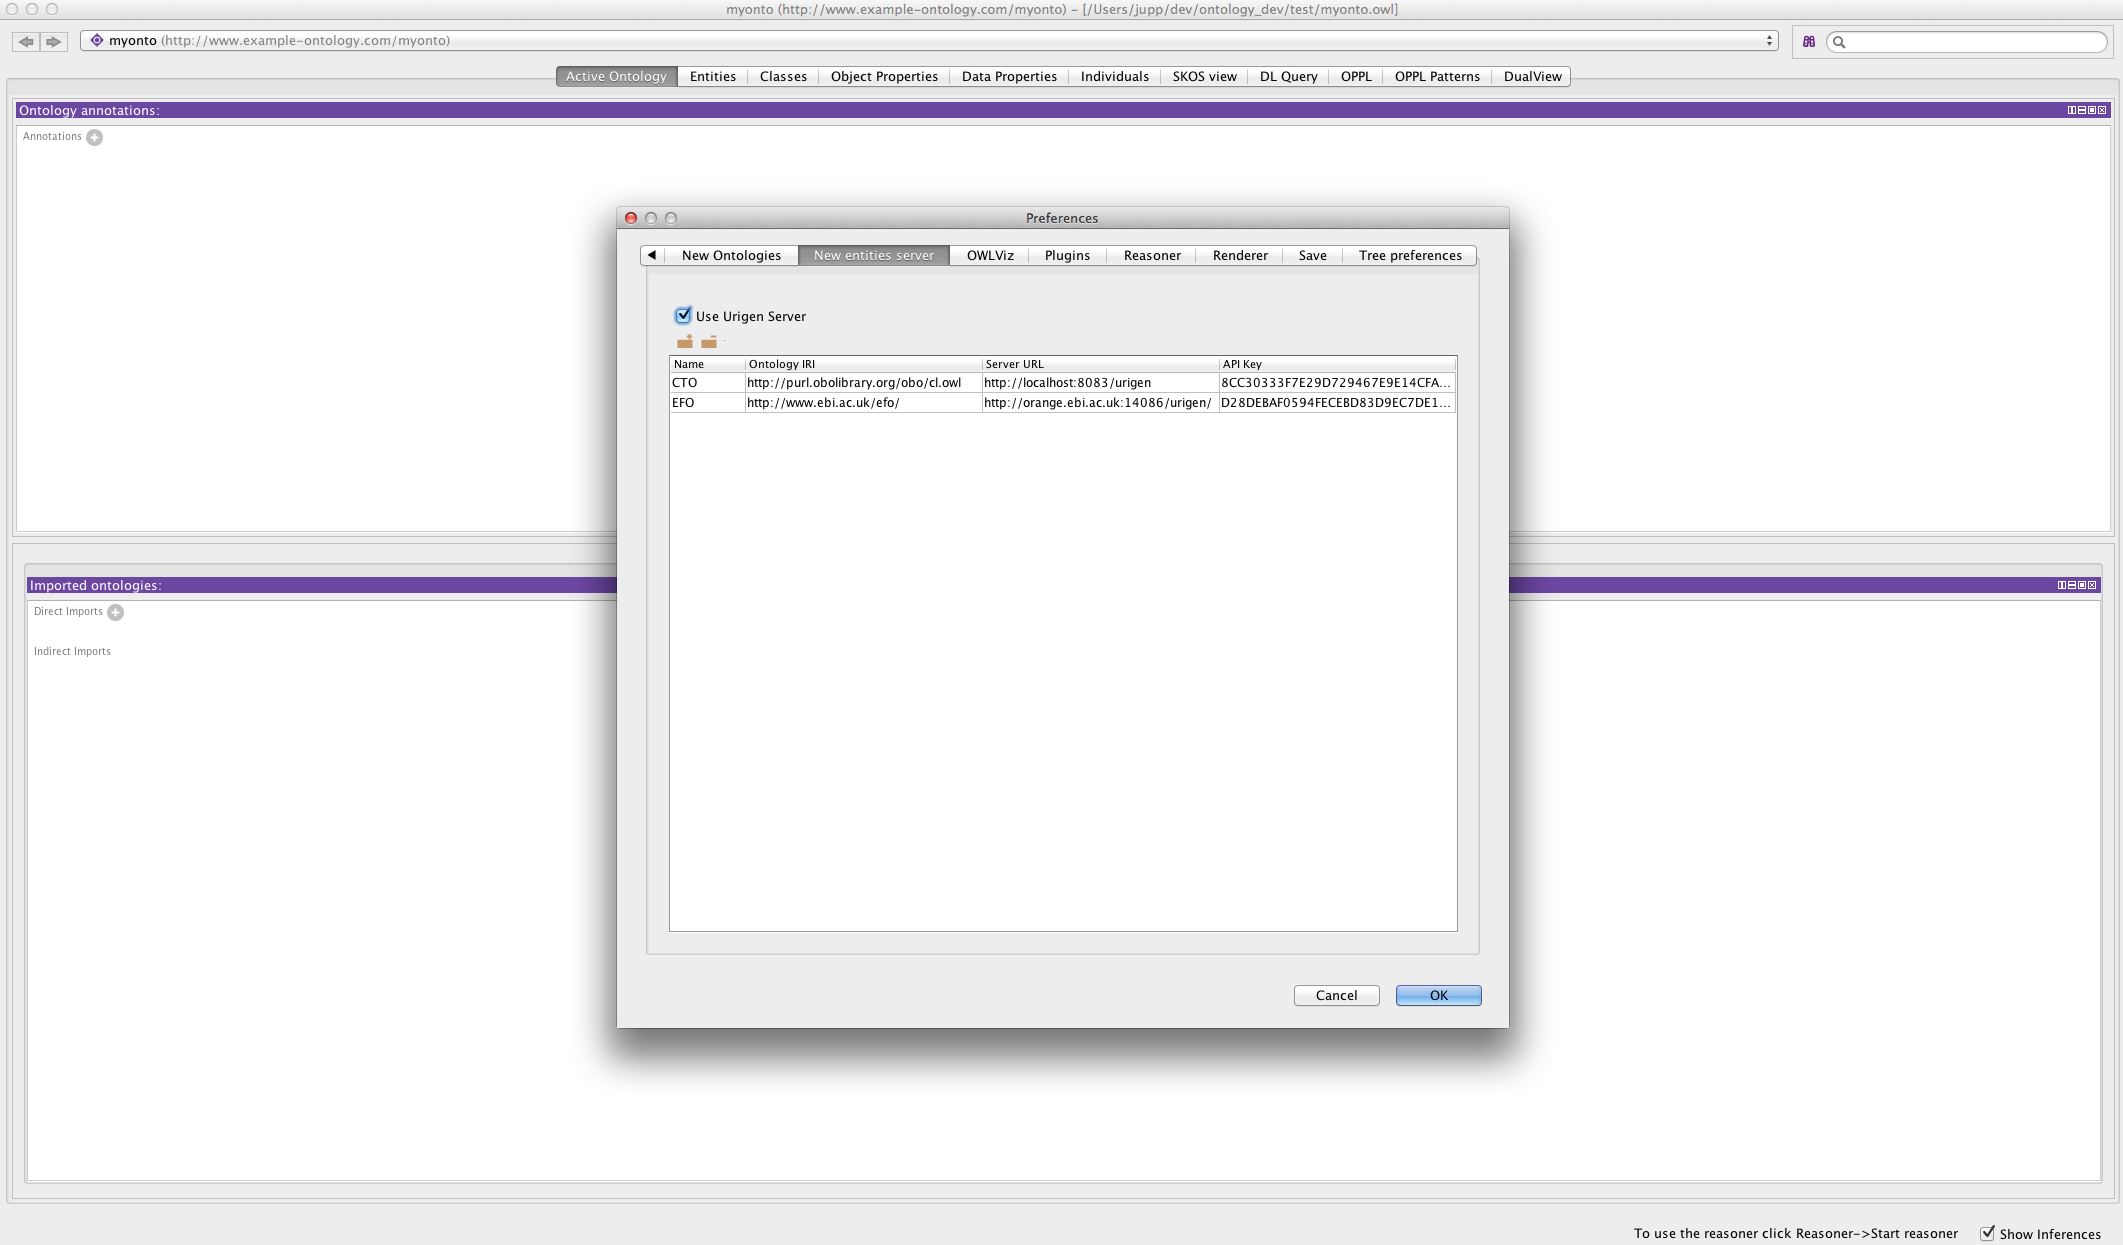 myonto (http://www.example-ontology.com/myonto) – [/Users/jupp/dev/ontology_dev/test/myonto.owl]
myonto (http://www.example-ontology.com/myonto)
Active Ontology Entities Classes Object Properties Data Properties Individuals SKOS view DL Query OPPL OPPL Patterns DualView
Ontology annotations:
Annotations
Preferences
New Ontologies New entities server OWLViz Plugins Reasoner Renderer Save Tree preferences
Use Urigen Server
Name Ontology IRI Server URL API Key
CTO http://purl.obolibrary.org/obo/cl.owl http://localhost:8083/urigen 8CC30333F7E29D729467E9E14CFA...
EFO http://www.ebi.ac.uk/efo/ http://orange.ebi.ac.uk:14086/urigen/ D28DEBAF0594FECEBD83D9EC7DE1...
Cancel OK
Imported ontologies:
Direct Imports
Indirect Imports
To use the reasoner click Reasoner->Start reasoner Show Inferences